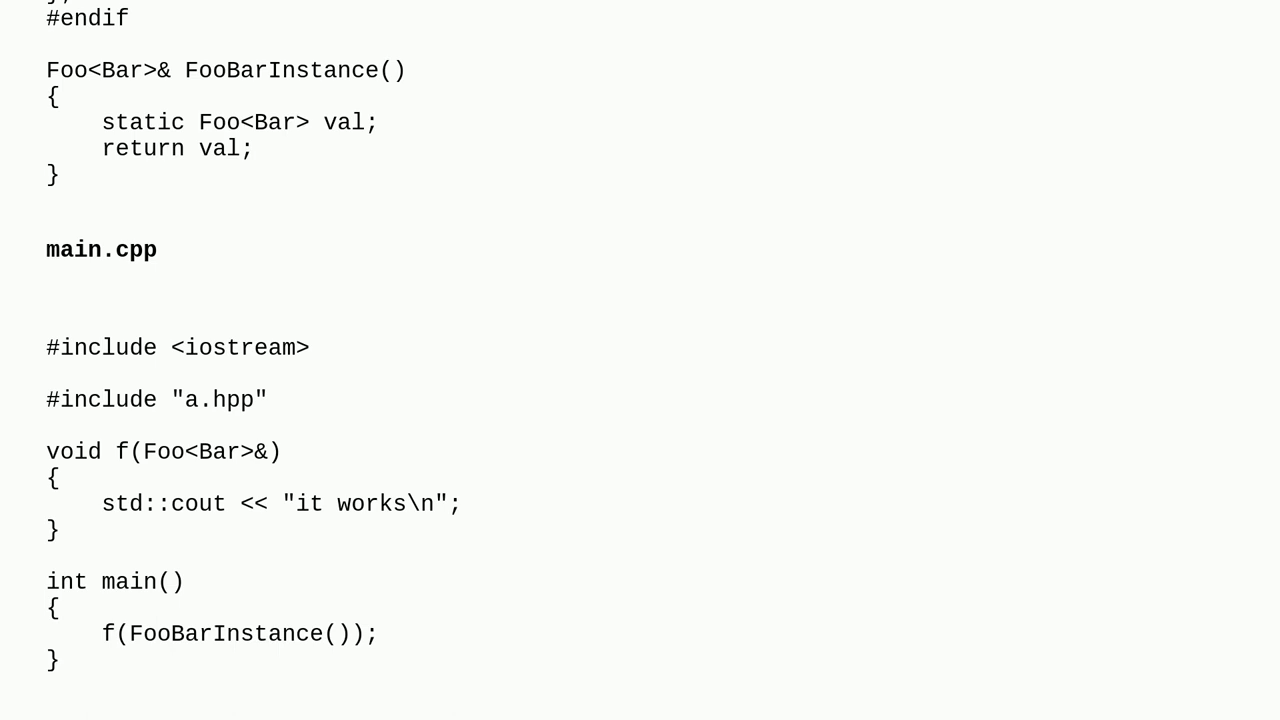 #endif
Foo<Bar>& FooBarInstance()
{
    static Foo<Bar> val;
    return val;
}
main.cpp
#include <iostream>
#include "a.hpp"
void f(Foo<Bar>&)
{
    std::cout << "it works\n";
}
int main()
{
    f(FooBarInstance());
}